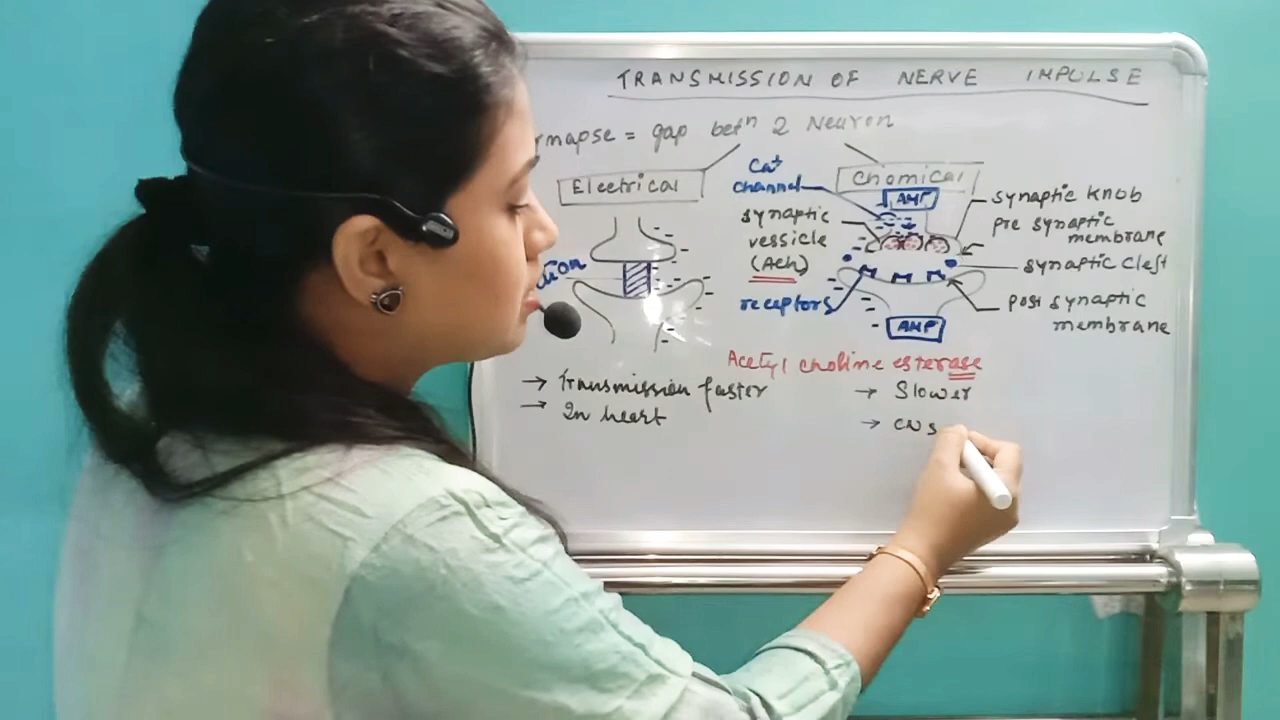 TRANSMISSION OF NERVE IMPULSE
ynapse = gap betⁿ 2 Neuron
Electrical
Chemical
Ca+
channel
AMP
synaptic
vessicle
(Ach)
receptors
synaptic knob
pre synaptic
membrane
synaptic cleft
post synaptic
membrane
AMP
Acetyl choline esterase
→ Transmission faster
→ In heart
→ Slower
→ CNS